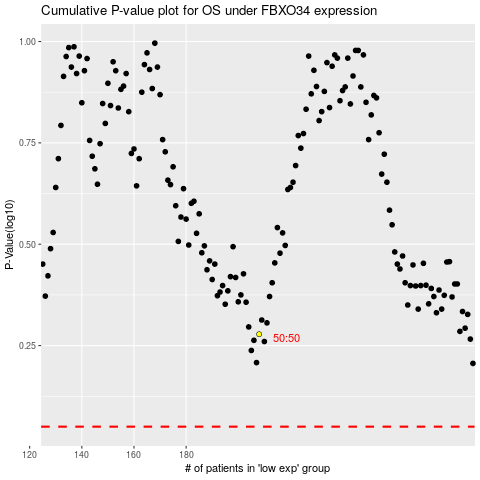 Cumulative P-value plot for OS under FBXO34 expression
1.00
0.75
0.50
0.25
P-Value(log10)
50:50
120 140 160 180
# of patients in 'low exp' group